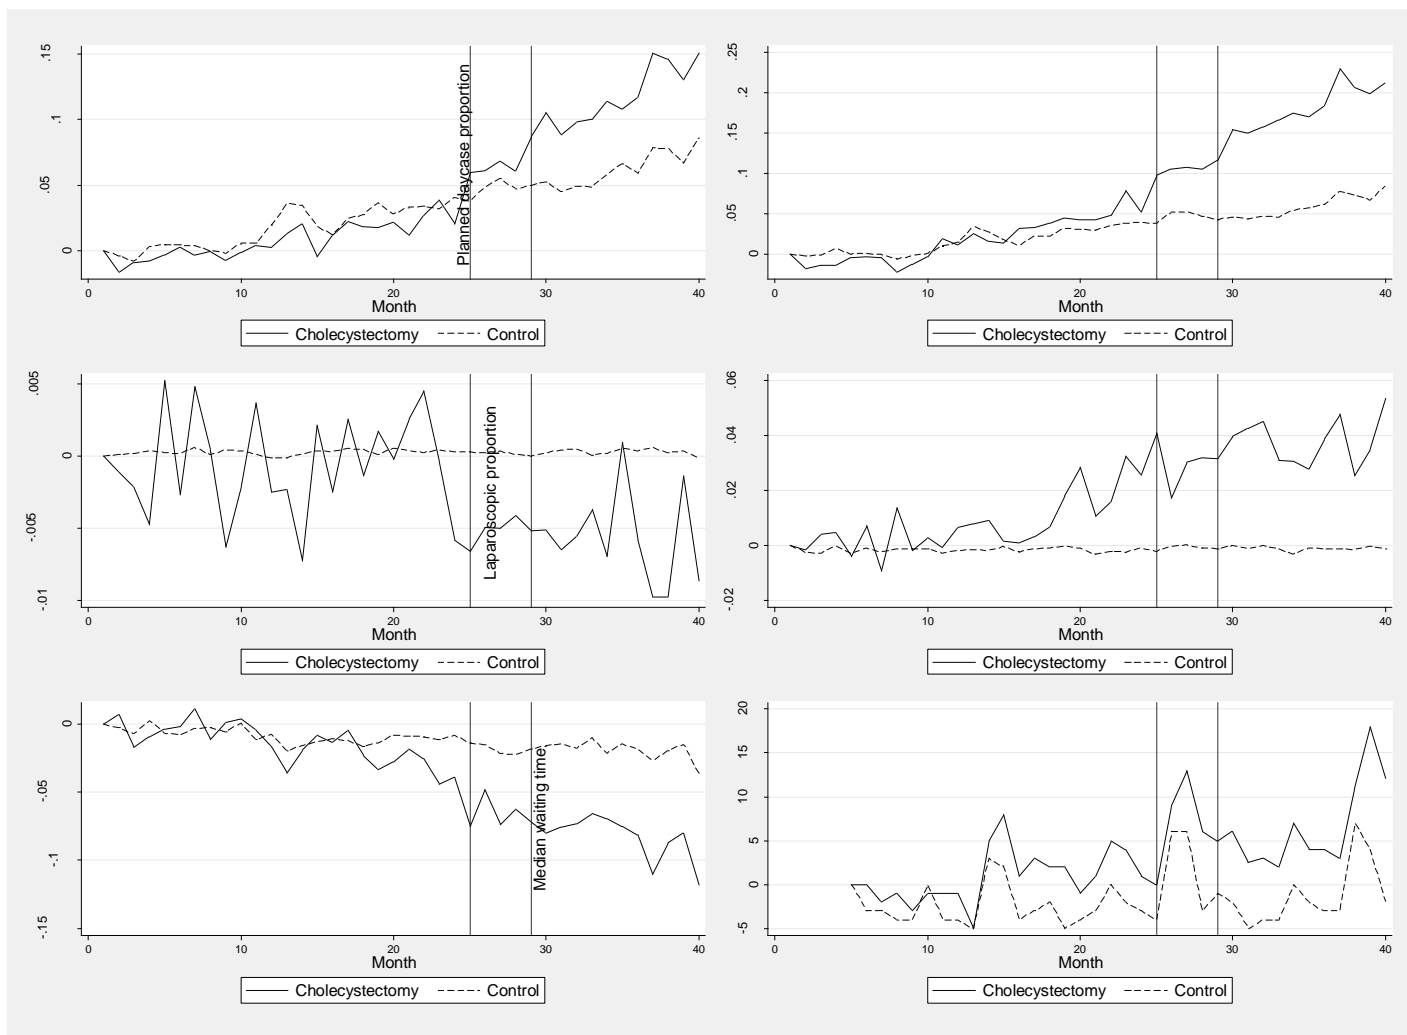 .15
.1
.05
0
Planned daycase proportion
0 10 20 30 40
Month
Cholecystectomy Control
.25
.2
.15
.1
.05
0
0 10 20 30 40
Month
Cholecystectomy Control
.005
0
-.005
-.01
Laparoscopic proportion
0 10 20 30 40
Month
Cholecystectomy Control
.06
.04
.02
0
-.02
0 10 20 30 40
Month
Cholecystectomy Control
0
-.05
-.1
-.15
Median waiting time
0 10 20 30 40
Month
Cholecystectomy Control
20
15
10
5
0
-5
0 10 20 30 40
Month
Cholecystectomy Control